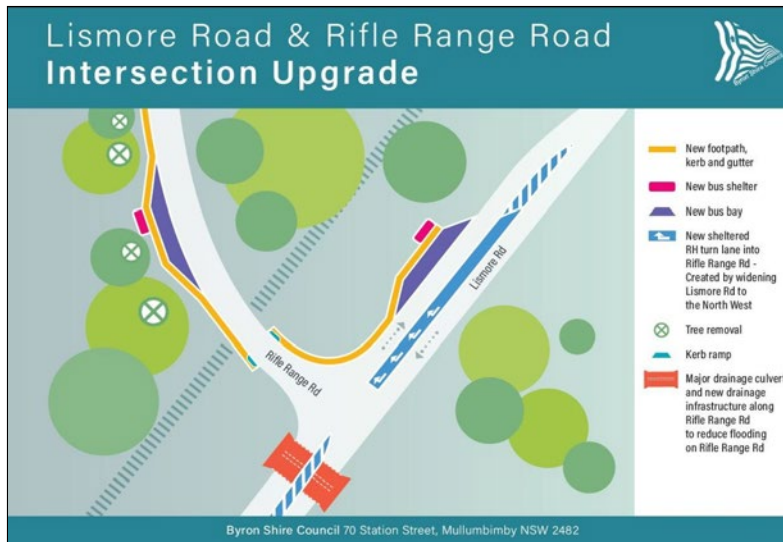 Lismore Road & Rifle Range Road
Intersection Upgrade
Byron Shire Council
Rifle Range Rd
Lismore Rd
New footpath,
kerb and gutter
New bus shelter
New bus bay
New sheltered
RH turn lane into
Rifle Range Rd -
Created by widening
Lismore Rd to
the North West
Tree removal
Kerb ramp
Major drainage culvert
and new drainage
infrastructure along
Rifle Range Rd
to reduce flooding
on Rifle Range Rd
Byron Shire Council 70 Station Street, Mullumbimby NSW 2482